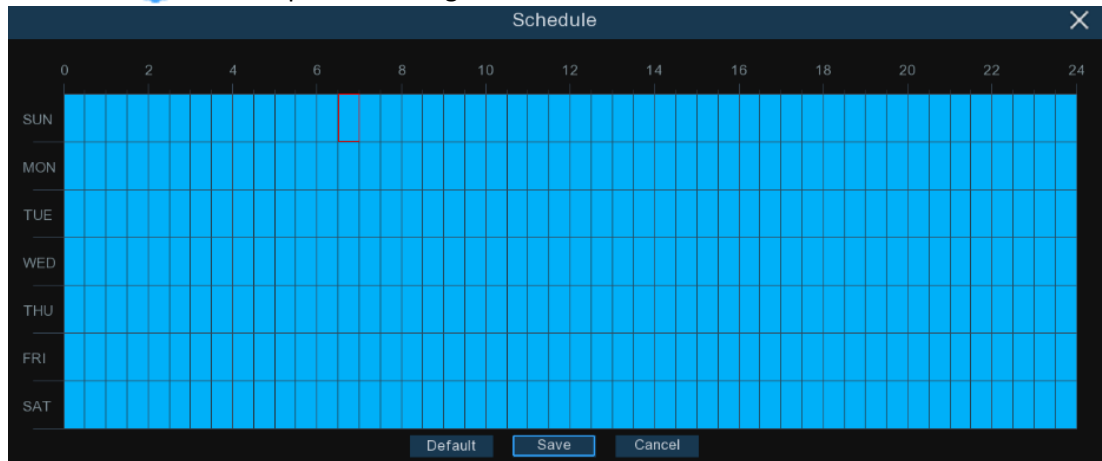 Schedule
0 2 4 6 8 10 12 14 16 18 20 22 24
SUN
MON
TUE
WED
THU
FRI
SAT
Default Save Cancel